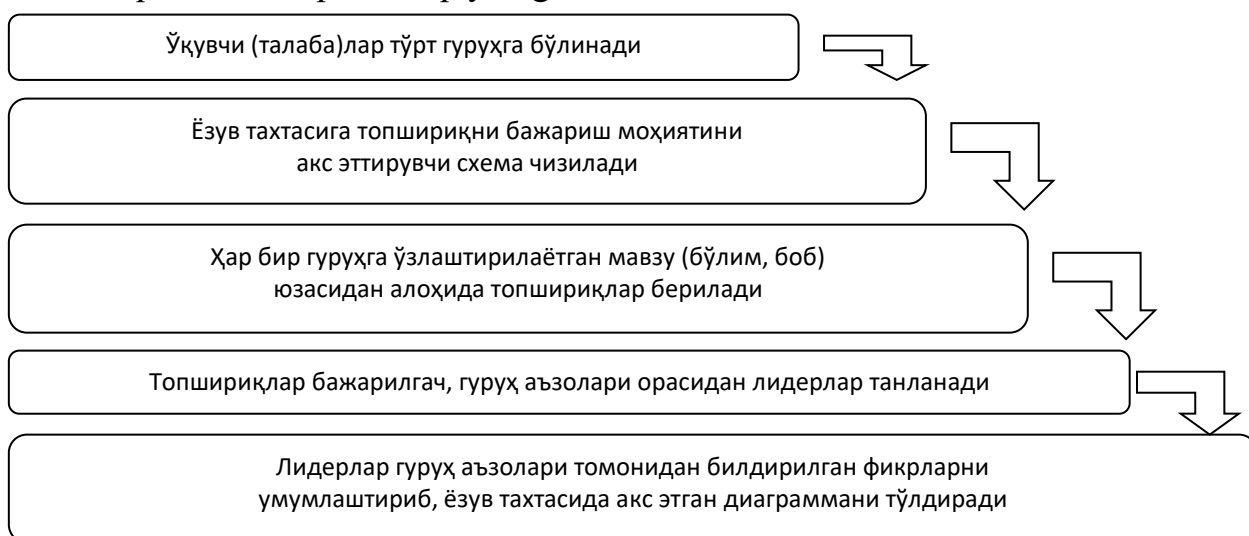 Ўқувчи (талаба)лар тўрт гуруҳга бўлинади
Ёзув тахтасига топшириқни бажариш моҳиятини
акс эттирувчи схема чизилади
Ҳар бир гуруҳга ўзлаштирилаётган мавзу (бўлим, боб)
юзасидан алоҳида топшириқлар берилади
Топшириқлар бажарилгач, гуруҳ аъзолари орасидан лидерлар танланади
Лидерлар гуруҳ аъзолари томонидан билдирилган фикрларни
умумлаштириб, ёзув тахтасида акс этган диаграммани тўлдиради